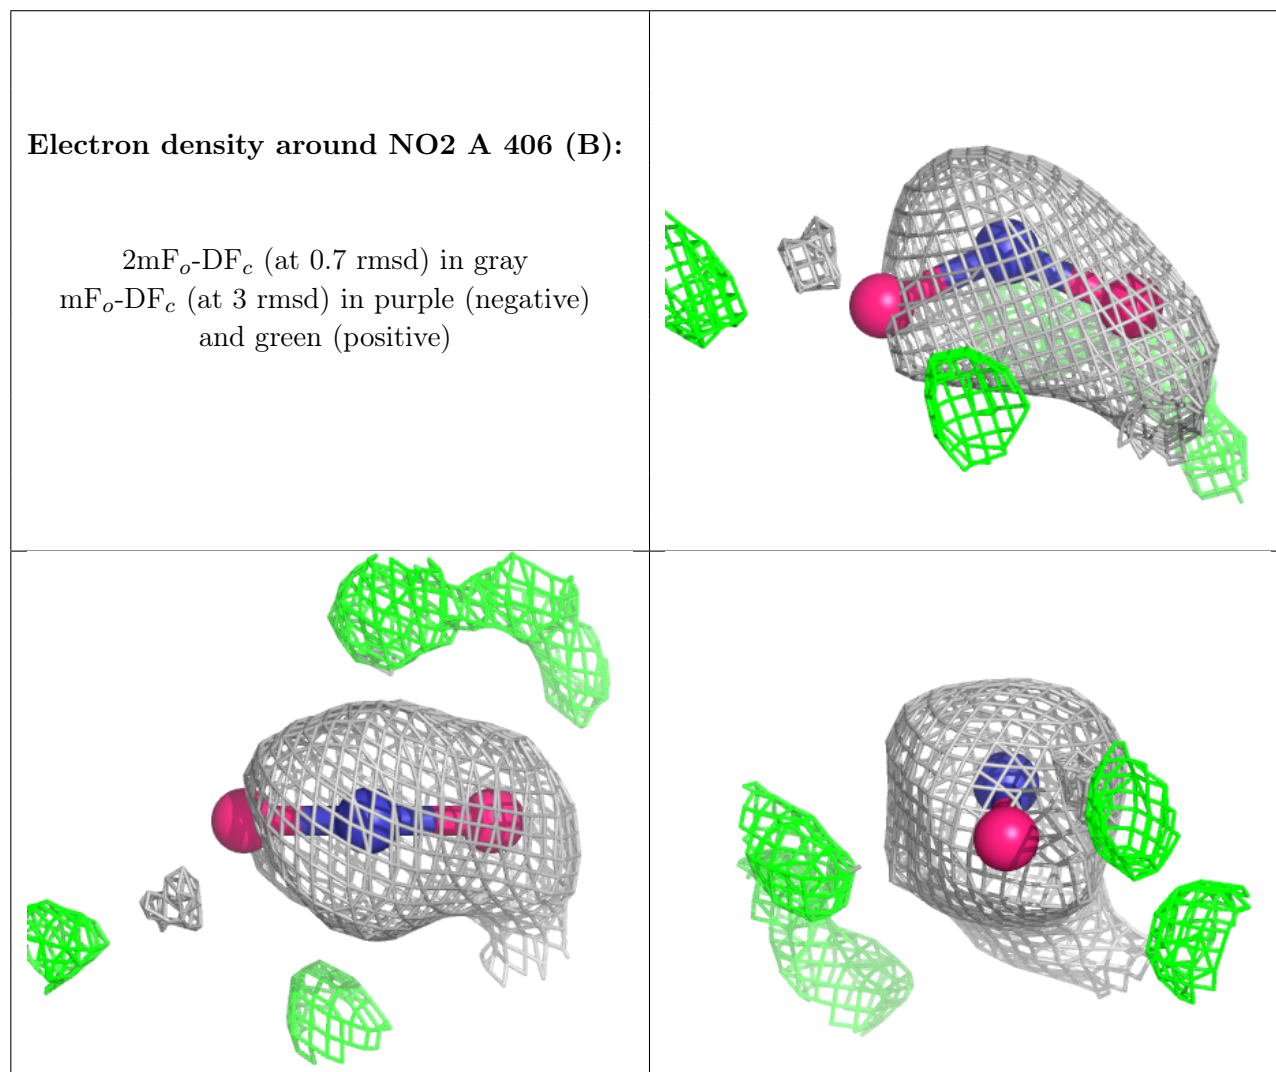 Electron density around NO2 A 406 (B):
2mFo-DFc (at 0.7 rmsd) in gray
mFo-DFc (at 3 rmsd) in purple (negative)
and green (positive)